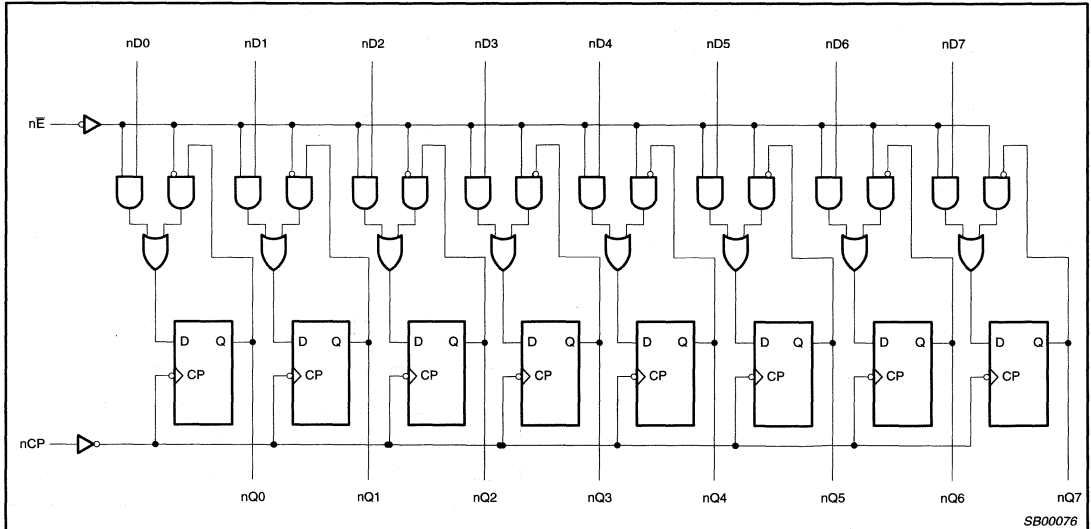 nD0 nD1 nD2 nD3 nD4 nD5 nD6 nD7
nE̅
D Q D Q D Q D Q D Q D Q D Q D Q
CP CP CP CP CP CP CP CP
nCP
nQ0 nQ1 nQ2 nQ3 nQ4 nQ5 nQ6 nQ7
SB00076